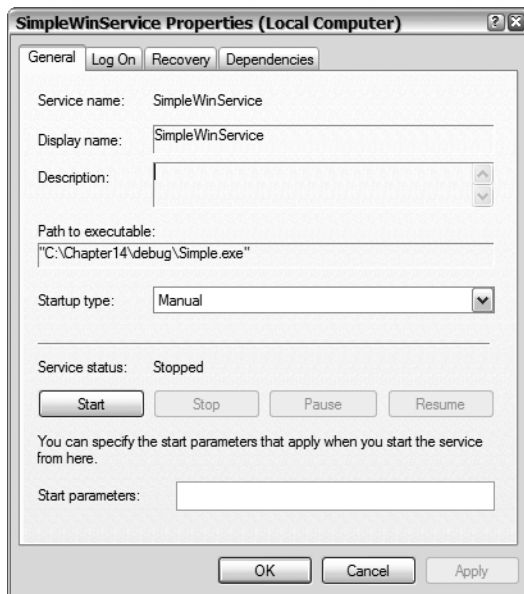 SimpleWinService Properties (Local Computer)
General Log On Recovery Dependencies
Service name: SimpleWinService
Display name: SimpleWinService
Description:
Path to executable:
"C:\Chapter14\debug\Simple.exe"
Startup type: Manual
Service status: Stopped
Start Stop Pause Resume
You can specify the start parameters that apply when you start the service
from here.
Start parameters:
OK Cancel Apply